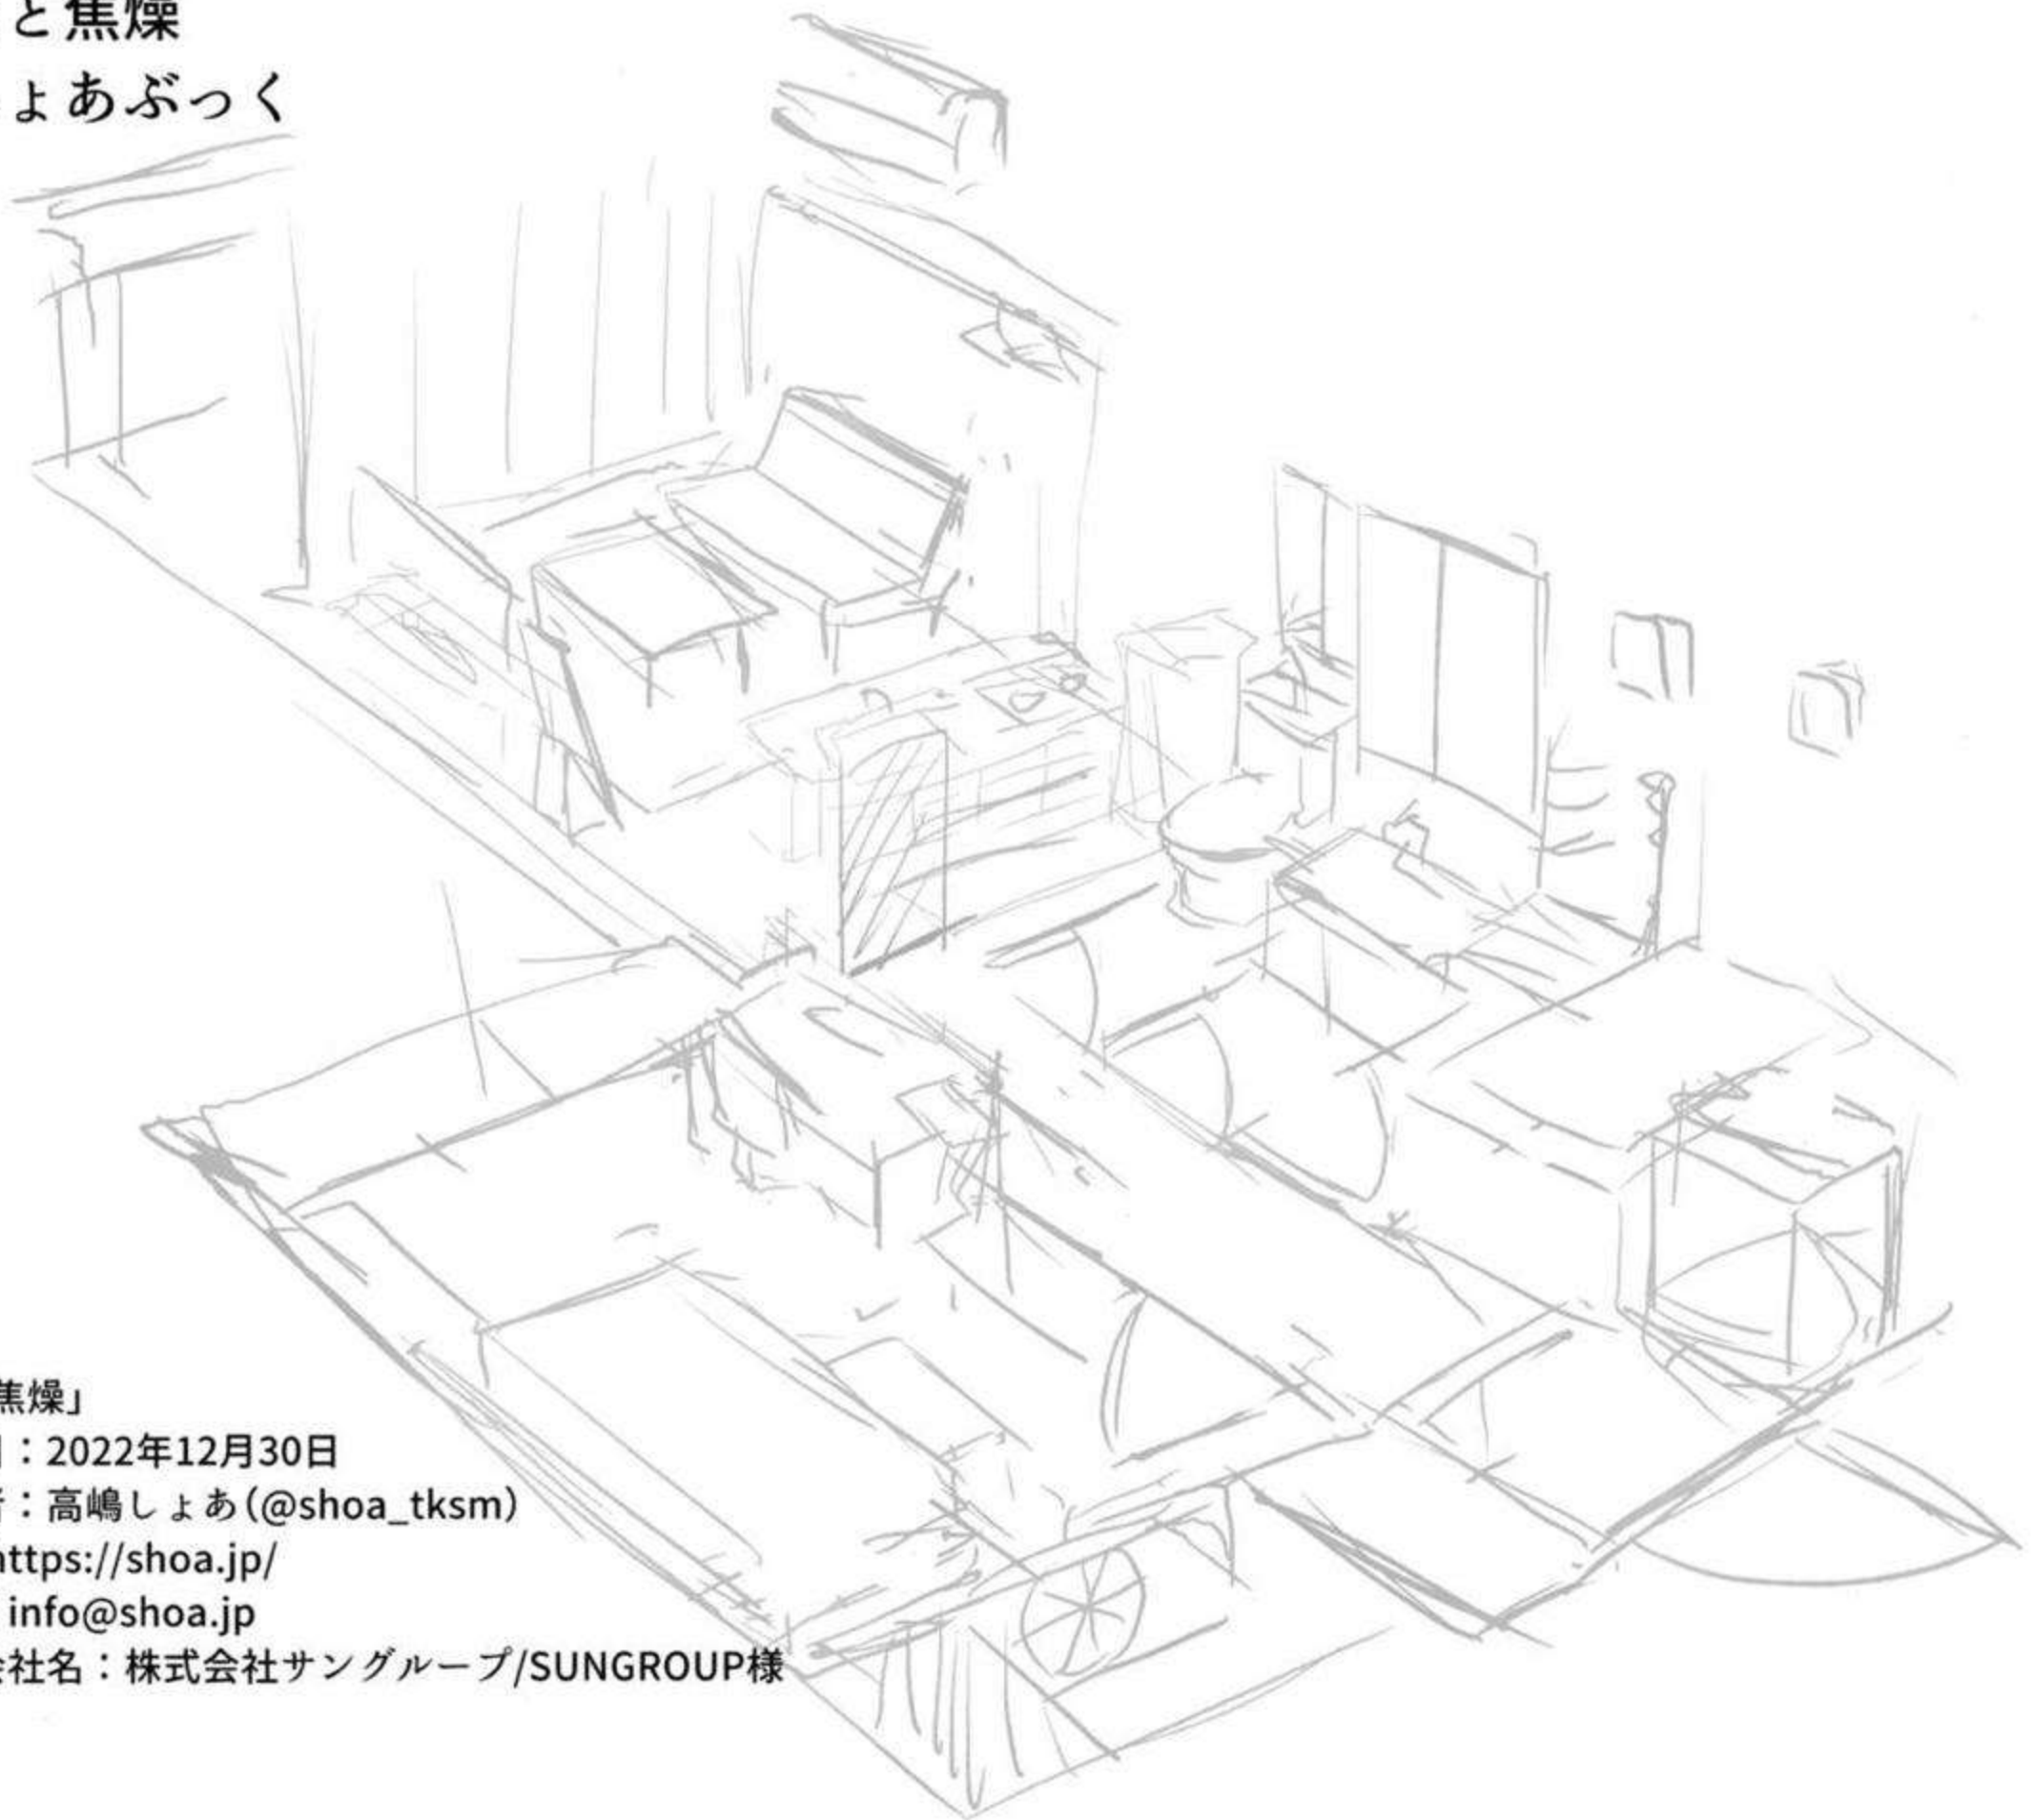 と焦燥
ょあぶっく
焦燥」
：2022年12月30日
：高嶋しょあ(@shoa_tksm)
https://shoa.jp/
info@shoa.jp
会社名：株式会社サングループ/SUNGROUP様